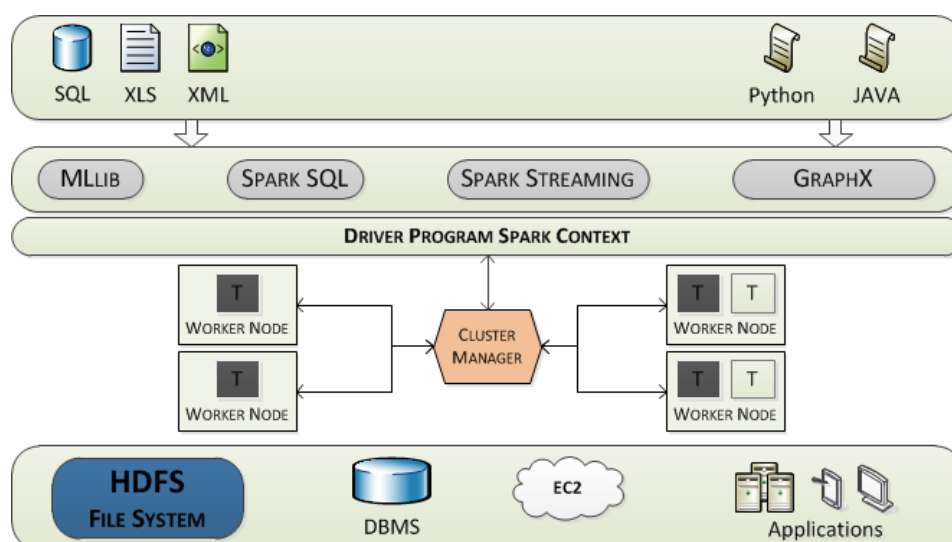 SQL
XLS
XML
Python
JAVA
MLLIB
SPARK SQL
SPARK STREAMING
GRAPHX
DRIVER PROGRAM SPARK CONTEXT
T
WORKER NODE
T
WORKER NODE
CLUSTER
MANAGER
T T
WORKER NODE
T T
WORKER NODE
HDFS
FILE SYSTEM
DBMS
EC2
Applications